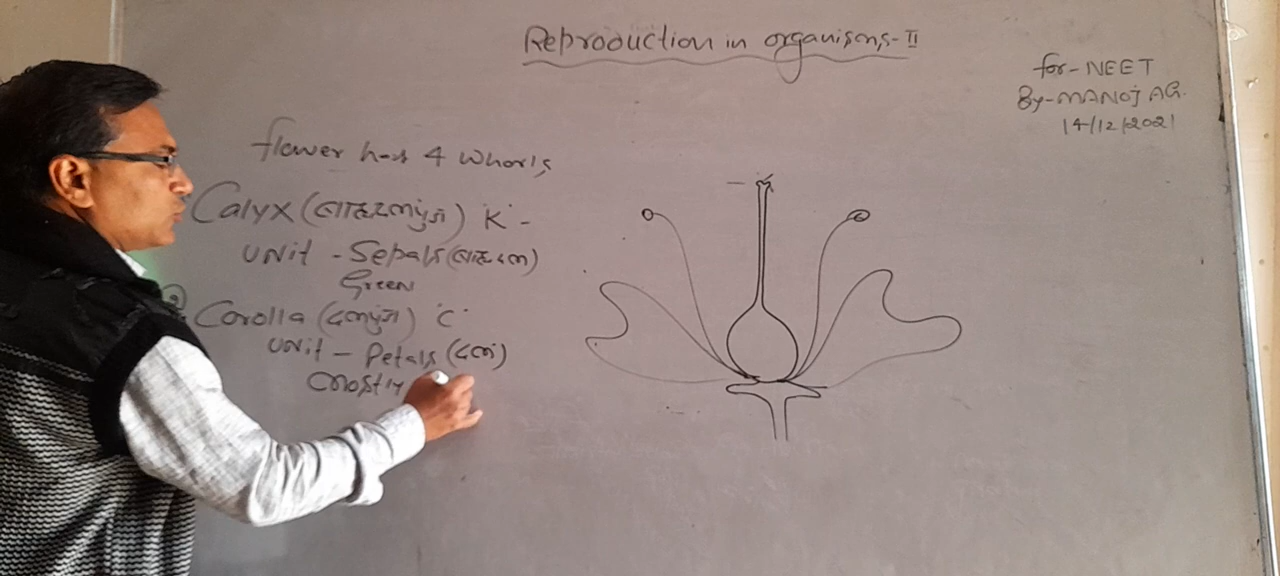 Reproduction in organisms-II
for-NEET
By-MANOJ AG.
14/12/2021
flower has 4 whorls
Calyx (बाह्यदलपुंज) K -
UNIT - Sepals (बाह्यदल)
Green
Corolla (दलपुंज) C
UNIT - Petals (दल)
mostly